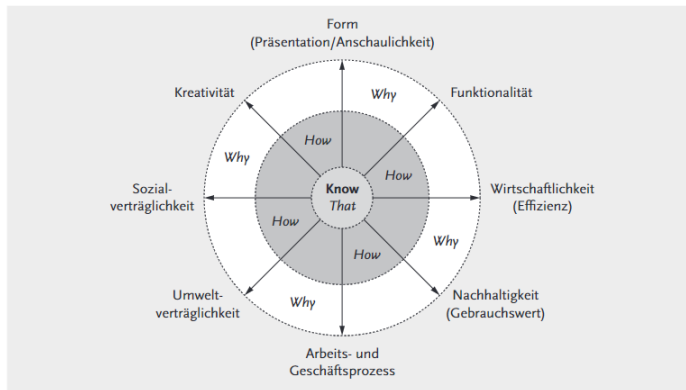 Form
(Präsentation/Anschaulichkeit)
Kreativität
Why
Funktionalität
How
Why
How
Sozial-
verträglichkeit
Know
That
Wirtschaftlichkeit
(Effizienz)
How
Why
How
Umwelt-
verträglichkeit
Why
Nachhaltigkeit
(Gebrauchswert)
Arbeits- und
Geschäftsprozess